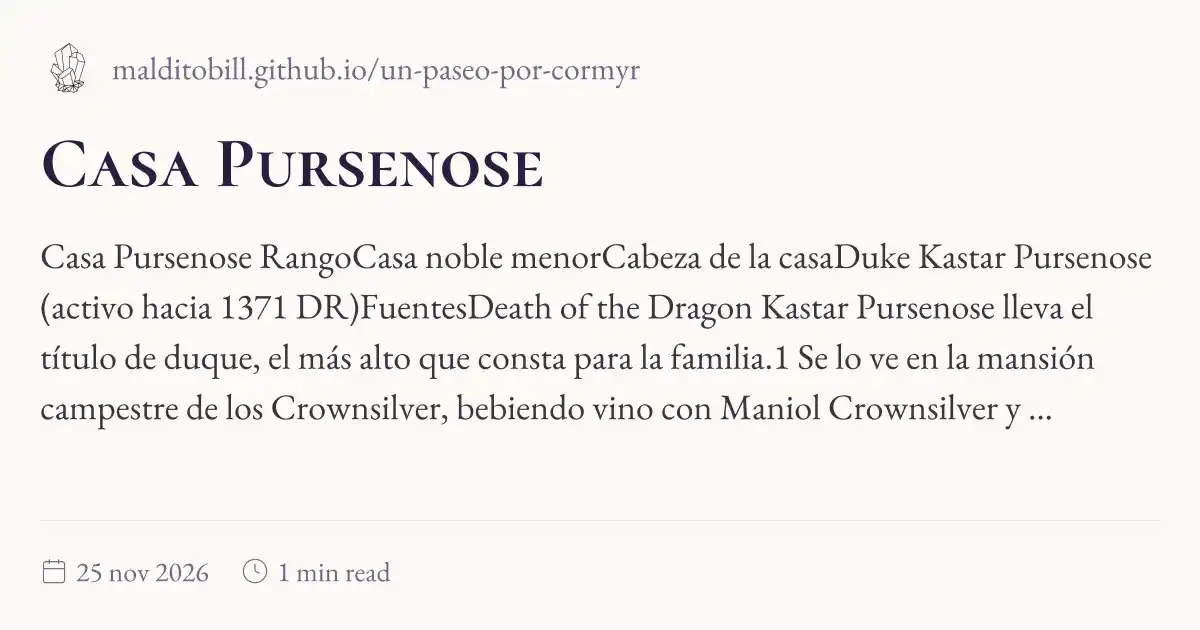 malditobill.github.io/un-paseo-por-cormyr
Casa Pursenose
Casa Pursenose RangoCasa noble menorCabeza de la casaDuke Kastar Pursenose
(activo hacia 1371 DR)FuentesDeath of the Dragon Kastar Pursenose lleva el
título de duque, el más alto que consta para la familia.1 Se lo ve en la mansión
campestre de los Crownsilver, bebiendo vino con Maniol Crownsilver y ...
25 nov 2026
1 min read